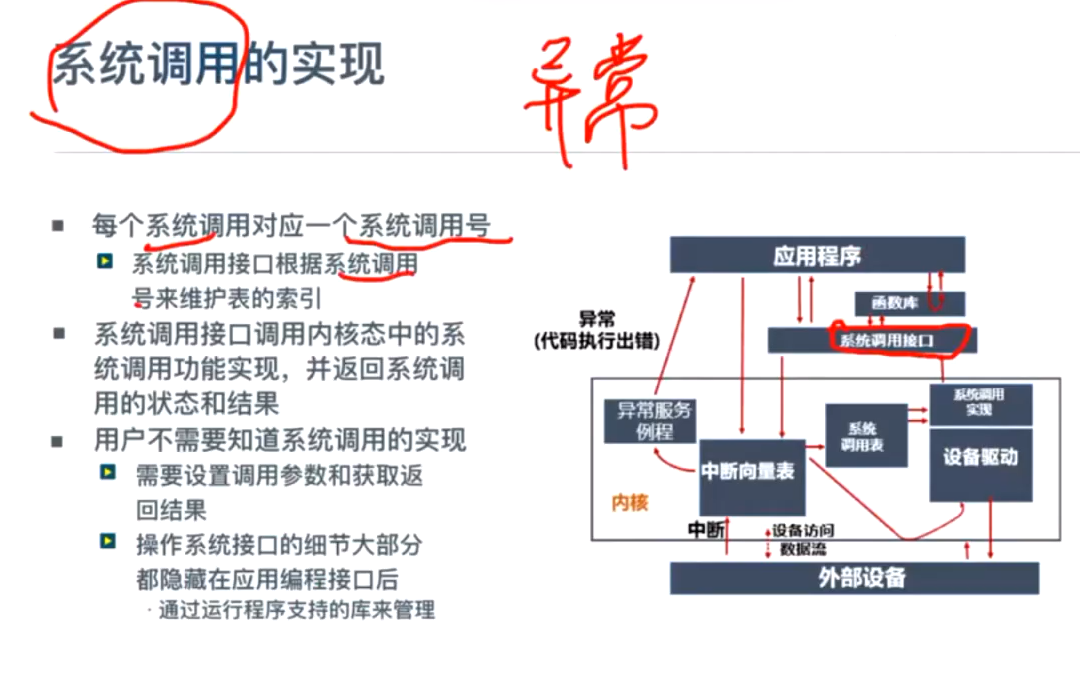 系统调用的实现
异常
每个系统调用对应一个系统调用号
系统调用接口根据系统调用
号来维护表的索引
系统调用接口调用内核态中的系
统调用功能实现，并返回系统调
用的状态和结果
用户不需要知道系统调用的实现
需要设置调用参数和获取返
回结果
操作系统接口的细节大部分
都隐藏在应用编程接口后
· 通过运行程序支持的库来管理
应用程序
函数库
异常
(代码执行出错)
系统调用接口
异常服务
例程
系统
调用表
系统调用
实现
中断向量表
设备驱动
内核
中断
设备访问
数据流
外部设备